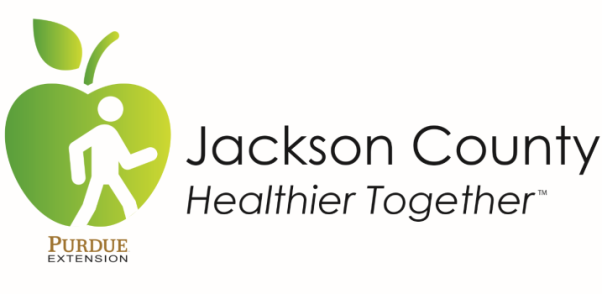 Jackson County
Healthier Together™
PURDUE
EXTENSION